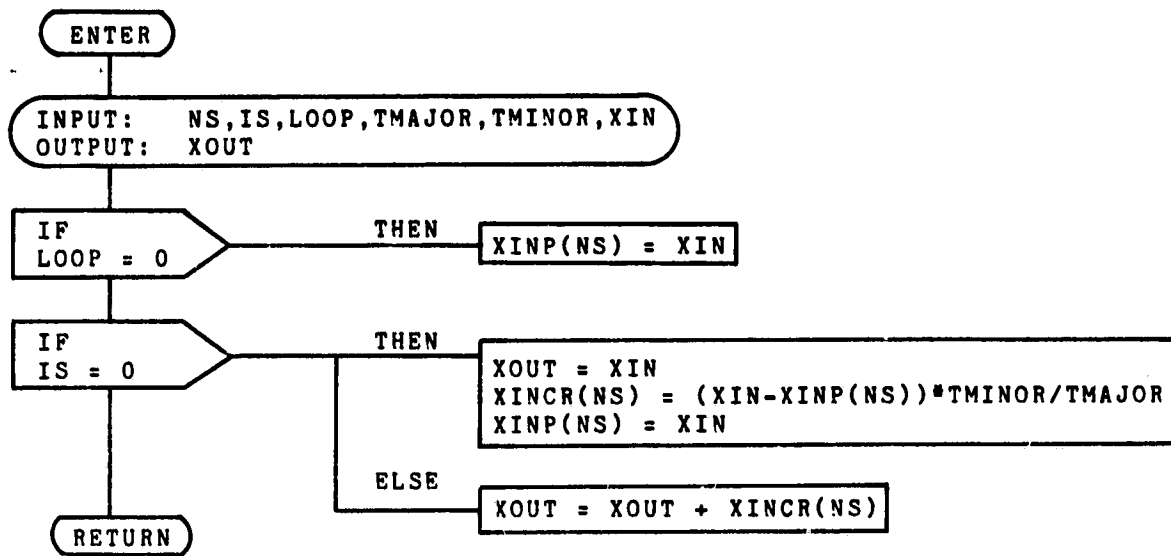 ENTER
INPUT: NS,IS,LOOP,TMAJOR,TMINOR,XIN
OUTPUT: XOUT
IF
LOOP = 0
THEN
XINP(NS) = XIN
IF
IS = 0
THEN
XOUT = XIN
XINCR(NS) = (XIN-XINP(NS))*TMINOR/TMAJOR
XINP(NS) = XIN
ELSE
XOUT = XOUT + XINCR(NS)
RETURN